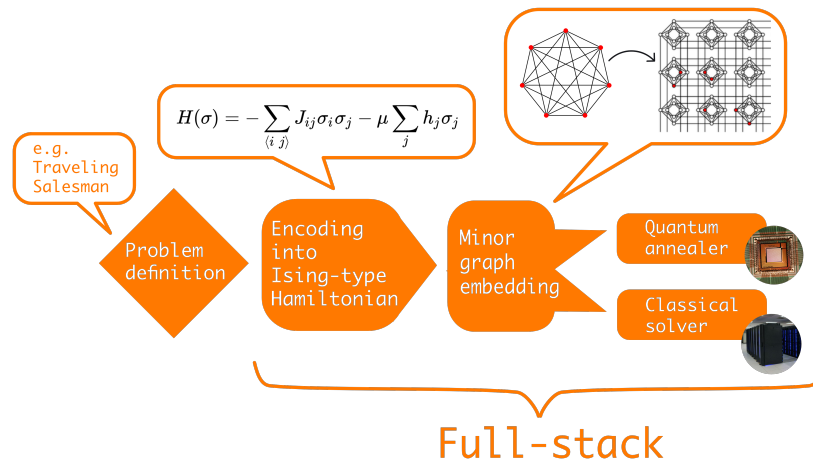 e.g.
Traveling
Salesman
H(σ) = −∑⟨i j⟩ Jijσiσj − μ∑j hjσj
Problem
definition
Encoding
into
Ising-type
Hamiltonian
Minor
graph
embedding
Quantum
annealer
Classical
solver
Full-stack